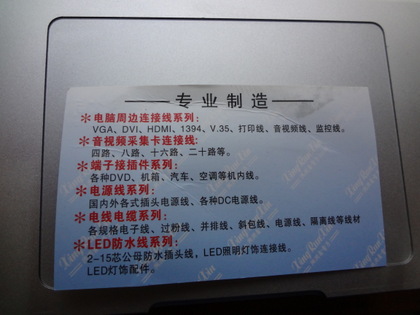 专业制造
*电脑周边连接线系列:
VGA、DVI、HDMI、1394、V.35、打印线、音视频线、监控线。
*音视频采集卡连接线:
四路、八路、十六路、二十路等。
*端子接插件系列:
各种DVD、机箱、汽车、空调等机内线。
*电源线系列:
国内外各式插头电源线、各种DC电源线。
*电线电缆系列:
各规格电子线、过粉线、并排线、斜包线、电源线、隔离线等线材
*LED防水线系列:
2-15芯公母防水插头线，LED照明灯饰连接线。
LED灯饰配件。